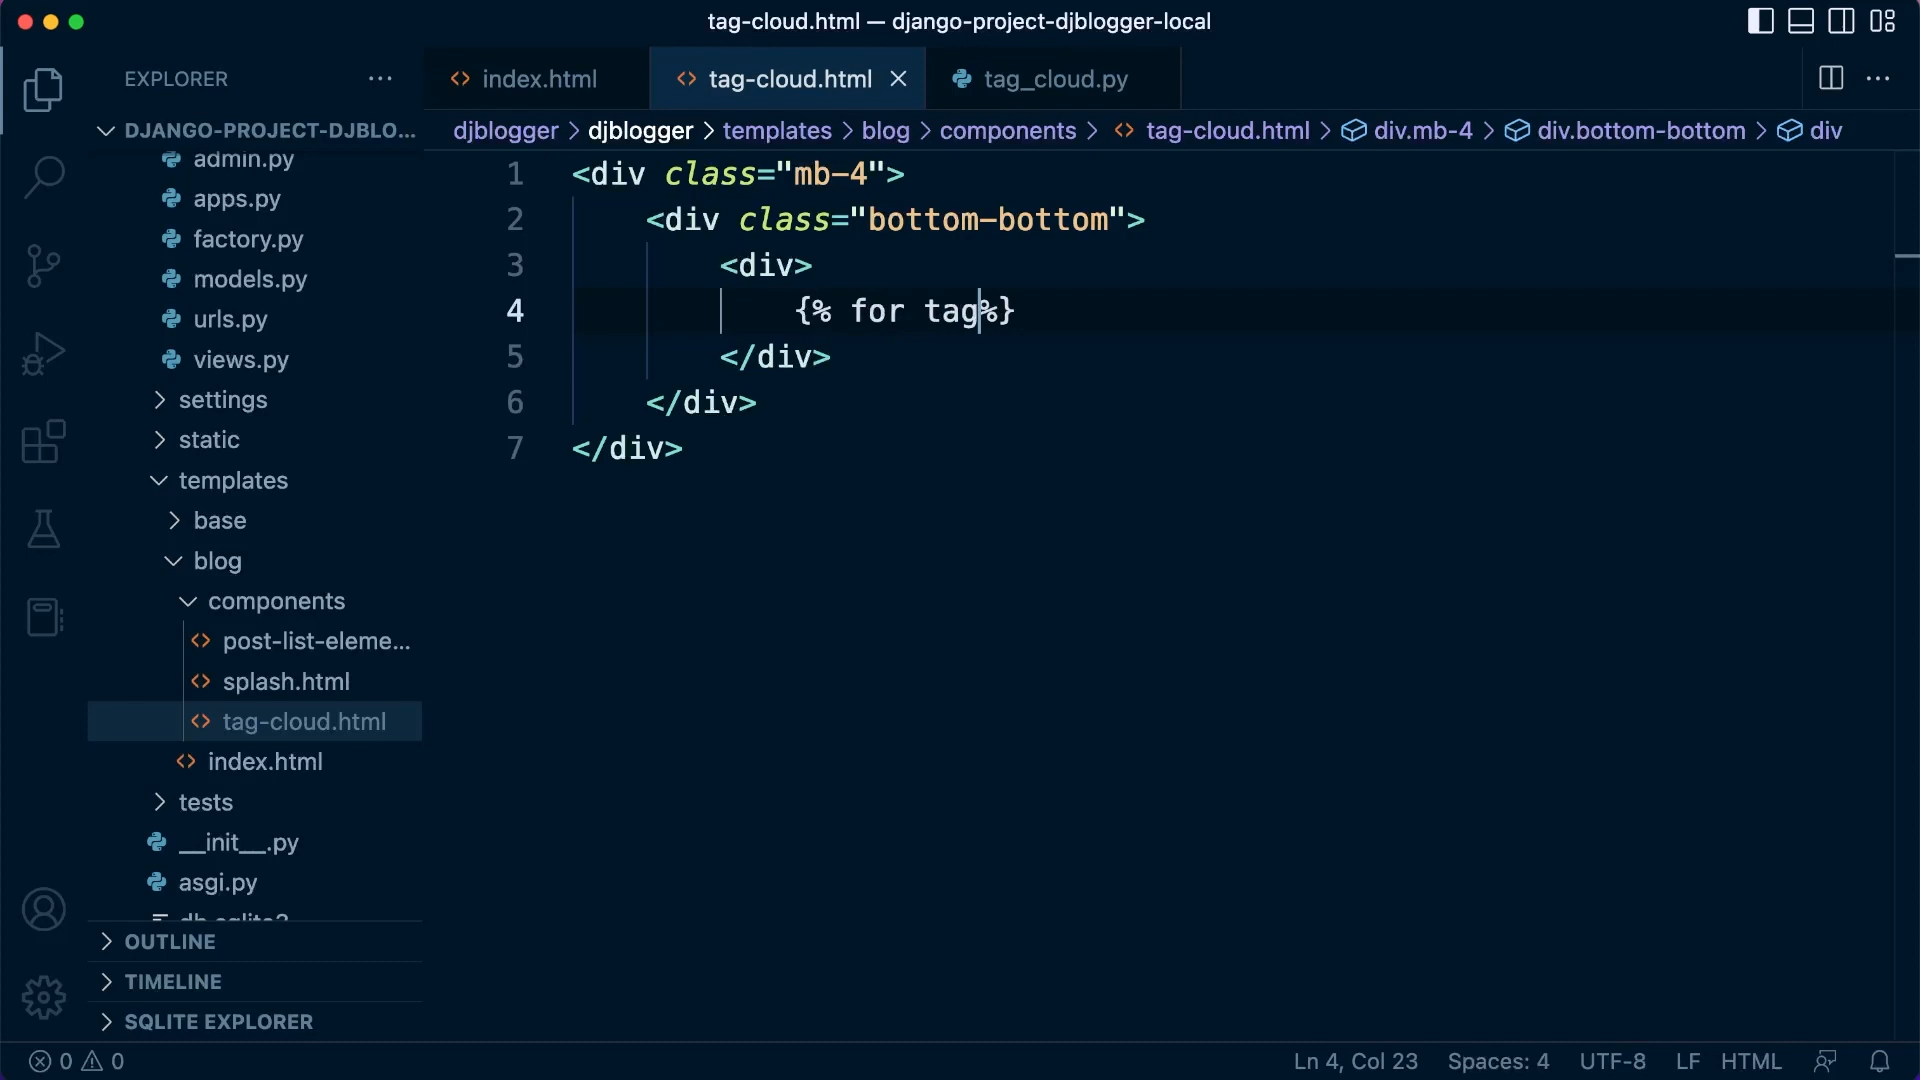 tag-cloud.html — django-project-djblogger-local
EXPLORER
index.html
tag-cloud.html
tag_cloud.py
DJANGO-PROJECT-DJBLO...
djblogger > djblogger > templates > blog > components > tag-cloud.html > div.mb-4 > div.bottom-bottom > div
admin.py
apps.py
factory.py
models.py
urls.py
views.py
settings
static
templates
base
blog
components
post-list-eleme...
splash.html
tag-cloud.html
index.html
tests
__init__.py
asgi.py
db.sqlite3
OUTLINE
TIMELINE
SQLITE EXPLORER
1 <div class="mb-4">
2 <div class="bottom-bottom">
3 <div>
4 {% for tag%}
5 </div>
6 </div>
7 </div>
0 0
Ln 4, Col 23
Spaces: 4
UTF-8
LF
HTML